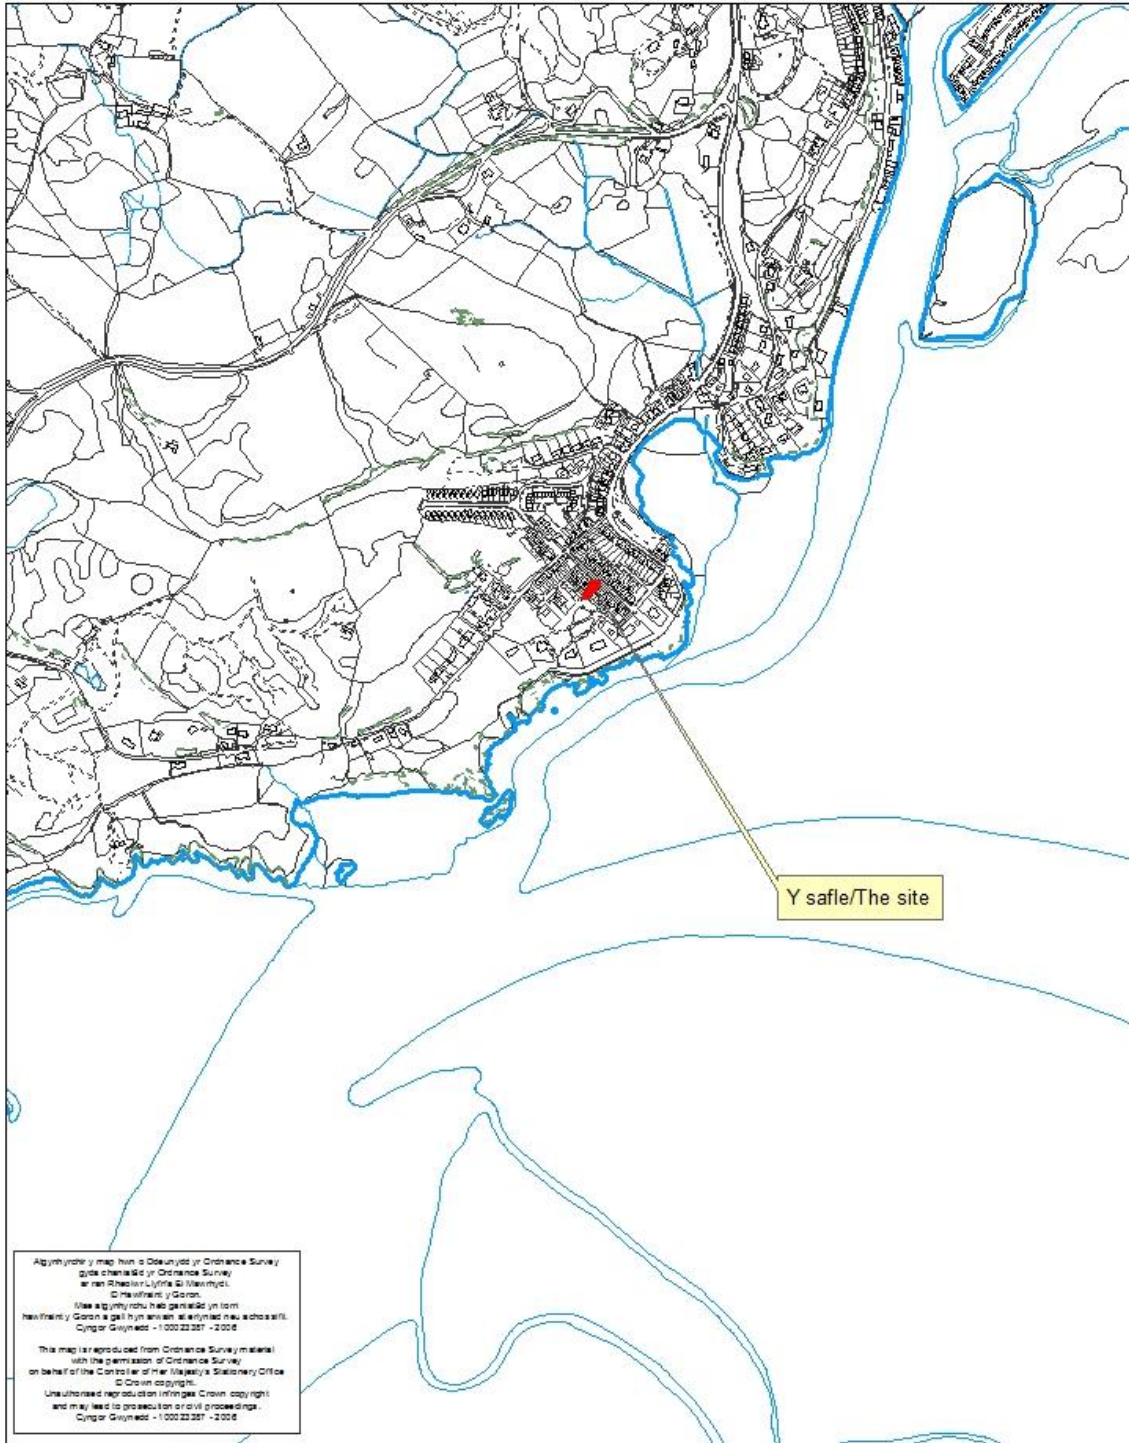 Y safle/The site
Atgynhyrchir y map hwn o Ddeunydd yr Ordnance Survey
gyda chaniatâd yr Ordnance Survey
ar ran Rheolwr Llyfrfa Ei Mawrhydi.
© Hawlfraint y Goron.
Mae atgynhyrchu heb ganiatâd yn torri
hawlfraint y Goron a gall hyn arwain at erlyniad neu achos sifil.
Cyngor Gwynedd - 100023387 - 2006
This map is reproduced from Ordnance Survey material
with the permission of Ordnance Survey
on behalf of the Controller of Her Majesty's Stationery Office
© Crown copyright.
Unauthorised reproduction infringes Crown copyright
and may lead to prosecution or civil proceedings.
Cyngor Gwynedd - 100023387 - 2006